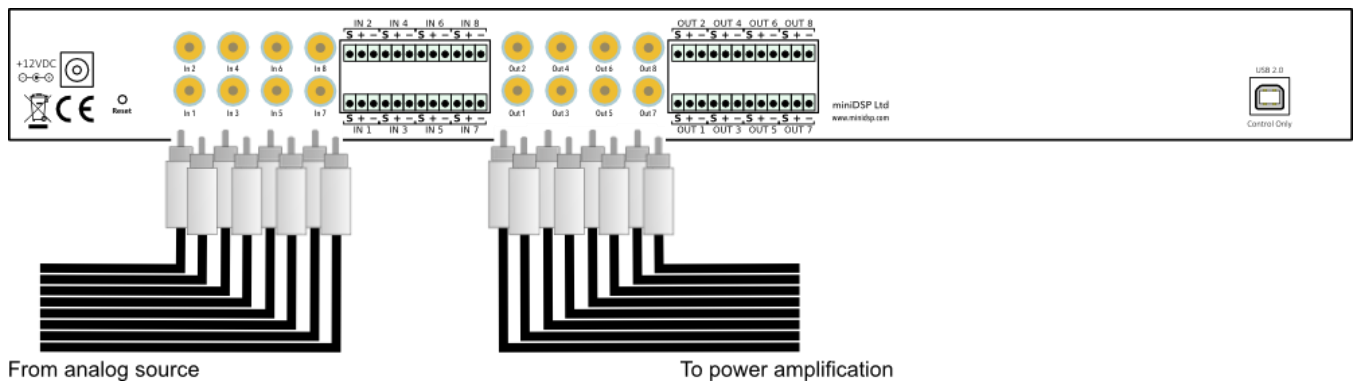 IN 2 IN 4 IN 6 IN 8
S + − S + − S + − S + −
OUT 2 OUT 4 OUT 6 OUT 8
S + − S + − S + − S + −
+12VDC
In 2 In 4 In 6 In 8
Out 2 Out 4 Out 6 Out 8
USB 2.0
CE
Reset
In 1 In 3 In 5 In 7
Out 1 Out 3 Out 5 Out 7
S + − S + − S + − S + −
IN 1 IN 3 IN 5 IN 7
S + − S + − S + − S + −
OUT 1 OUT 3 OUT 5 OUT 7
miniDSP Ltd
www.minidsp.com
Control Only
From analog source
To power amplification